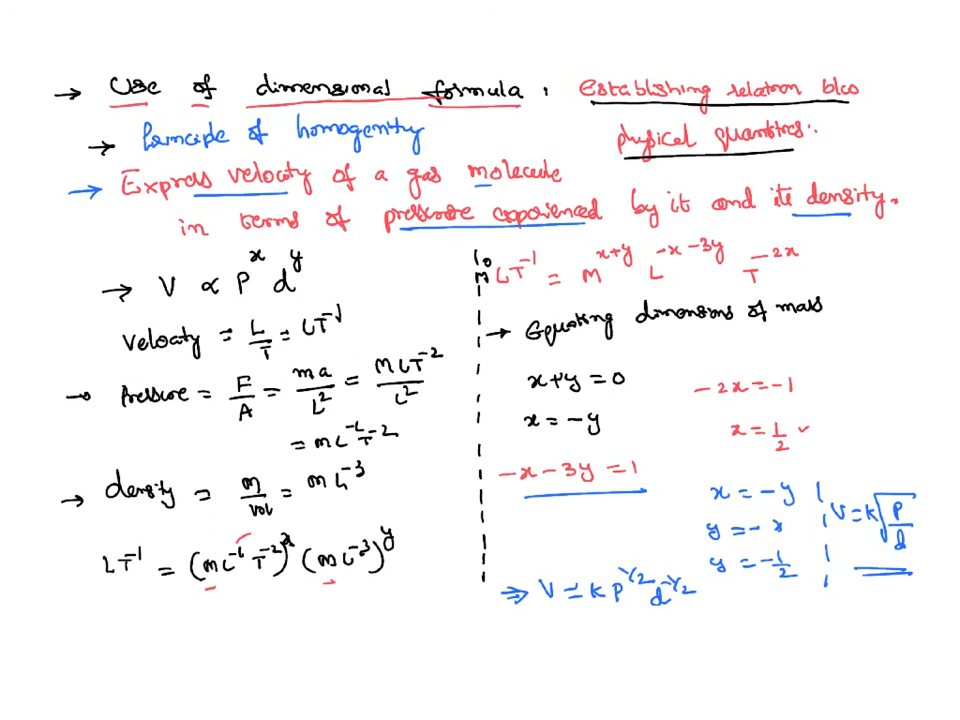 → Use of dimensional formula : Establishing relation b/w
physical quantities:
→ Principle of homogenity
→ Express velocity of a gas molecule
in terms of pressure experienced by it and its density.
→ V ∝ P^x d^y
Velocity = L/T = LT^-1
→ Pressure = F/A = ma/L^2 = MLT^-2/L^2
= ML^-1T^-2
→ density = m/vol = ML^-3
LT^-1 = (ML^-1T^-2)^x (ML^-3)^y
M^0LT^-1 = M^x+y L^-x-3y T^-2x
→ Equating dimensions of mass
x+y=0
x=-y
-x-3y=1
-2x=-1
x=1/2 ✓
x=-y
y=-x
y=-1/2
V=k√P/d
⇒ V = k P^1/2 d^-1/2